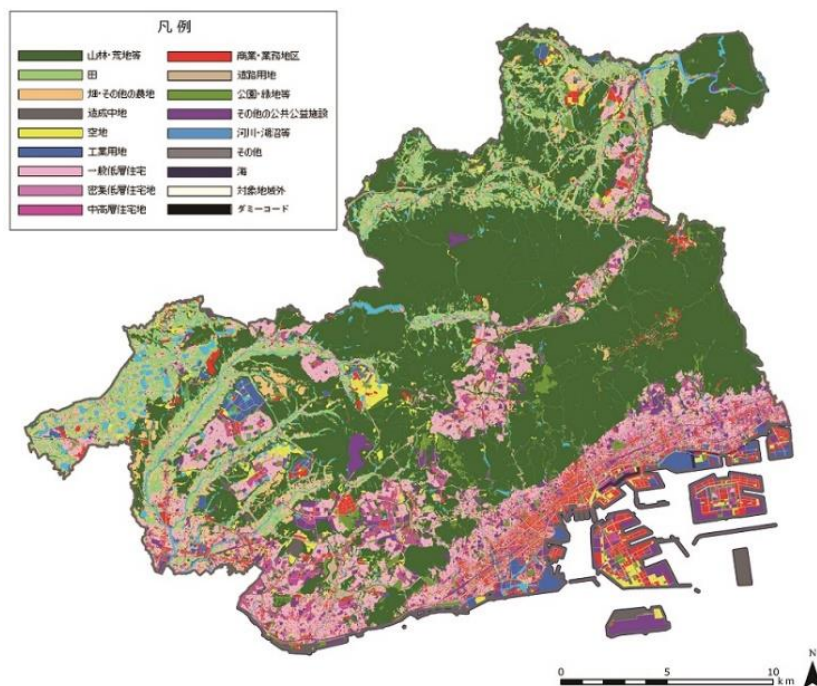 凡例
山林・荒地等
田
畑・その他の農地
造成中地
空地
工業用地
一般低層住宅
密集低層住宅地
中高層住宅地
商業・業務地区
道路用地
公園・緑地等
その他の公共公益施設
河川・湖沼等
その他
海
対象地域外
ダミーコード
N
0 5 10
km